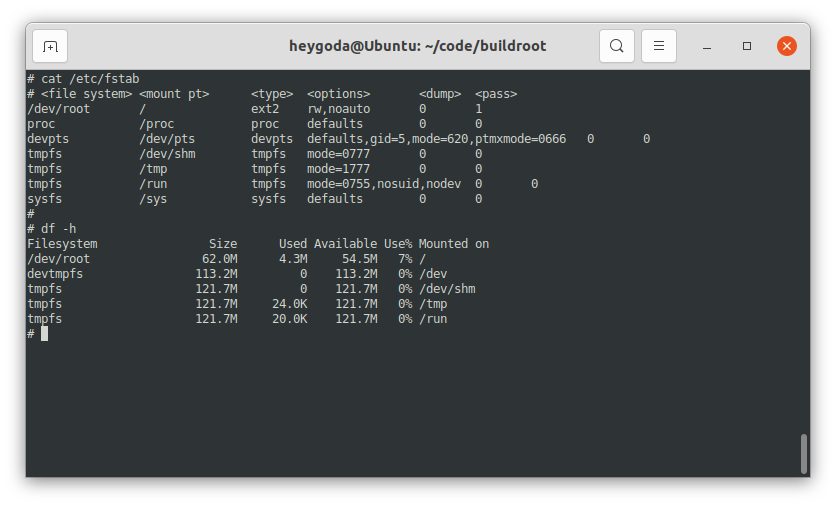 heygoda@Ubuntu: ~/code/buildroot
# cat /etc/fstab
# <file system> <mount pt>      <type>  <options>       <dump>  <pass>
/dev/root       /               ext2    rw,noauto       0       1
proc            /proc           proc    defaults        0       0
devpts          /dev/pts        devpts  defaults,gid=5,mode=620,ptmxmode=0666   0       0
tmpfs           /dev/shm        tmpfs   mode=0777       0       0
tmpfs           /tmp            tmpfs   mode=1777       0       0
tmpfs           /run            tmpfs   mode=0755,nosuid,nodev  0       0
sysfs           /sys            sysfs   defaults        0       0
#
# df -h
Filesystem                Size      Used Available Use% Mounted on
/dev/root                62.0M      4.3M     54.5M   7% /
devtmpfs                113.2M         0    113.2M   0% /dev
tmpfs                   121.7M         0    121.7M   0% /dev/shm
tmpfs                   121.7M     24.0K    121.7M   0% /tmp
tmpfs                   121.7M     20.0K    121.7M   0% /run
#